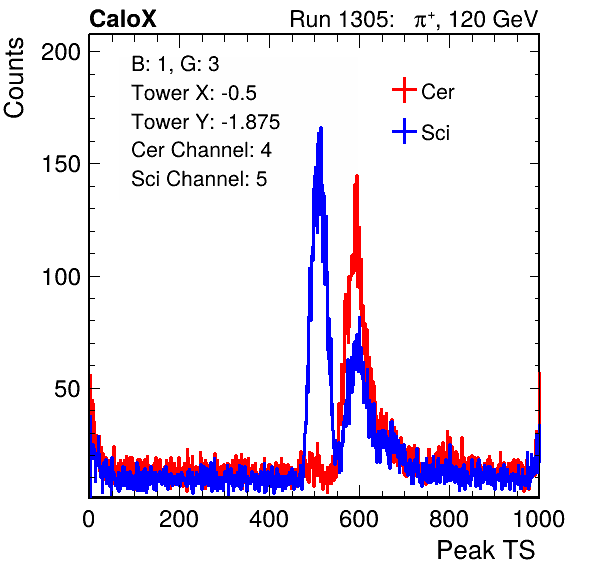 CaloX Run 1305: π⁺, 120 GeV
Counts
200
150
100
50
B: 1, G: 3
Tower X: -0.5
Tower Y: -1.875
Cer Channel: 4
Sci Channel: 5
Cer
Sci
0 200 400 600 800 1000
Peak TS